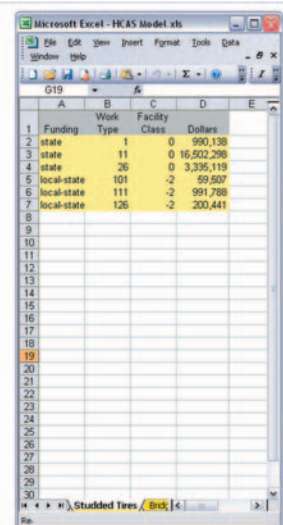 Microsoft Excel - HCAS Model.xls
File Edit View Insert Format Tools Data
Window Help
G19 fx
A B C D E
Work Facility
1 Funding Type Class Dollars
2 state 1 0 990,138
3 state 11 0 16,502,298
4 state 26 0 3,335,119
5 local-state 101 -2 59,507
6 local-state 111 -2 991,788
7 local-state 126 -2 200,441
8
9
10
11
12
13
14
15
16
17
18
19
20
21
22
23
24
25
26
27
28
29
30
Studded Tires